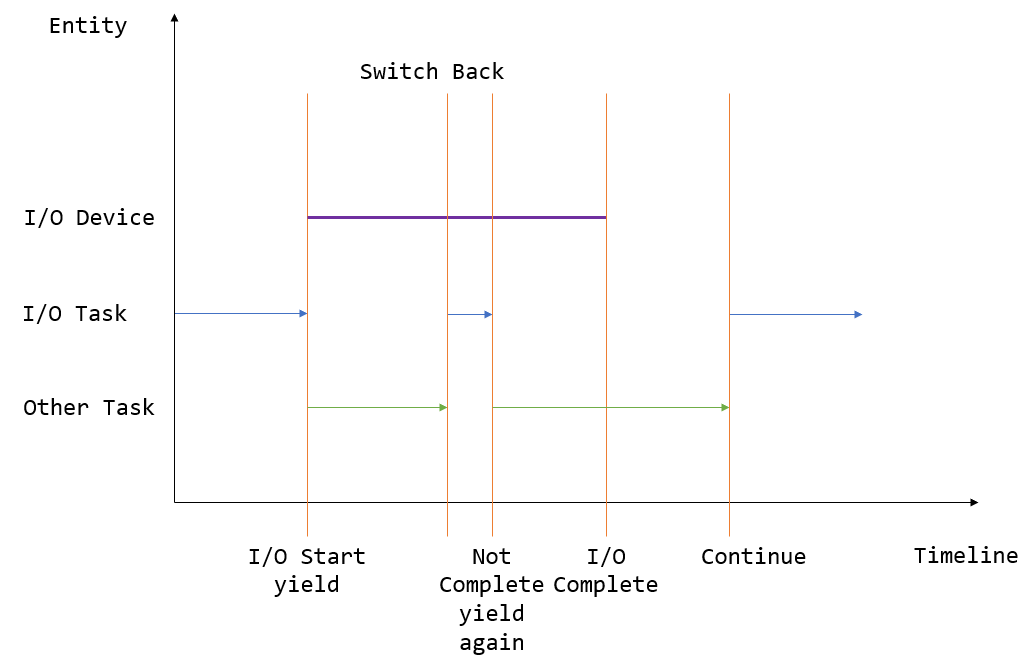 Entity
Switch Back
I/O Device
I/O Task
Other Task
I/O Start
yield
Not
Complete
yield
again
I/O
Complete
Continue
Timeline